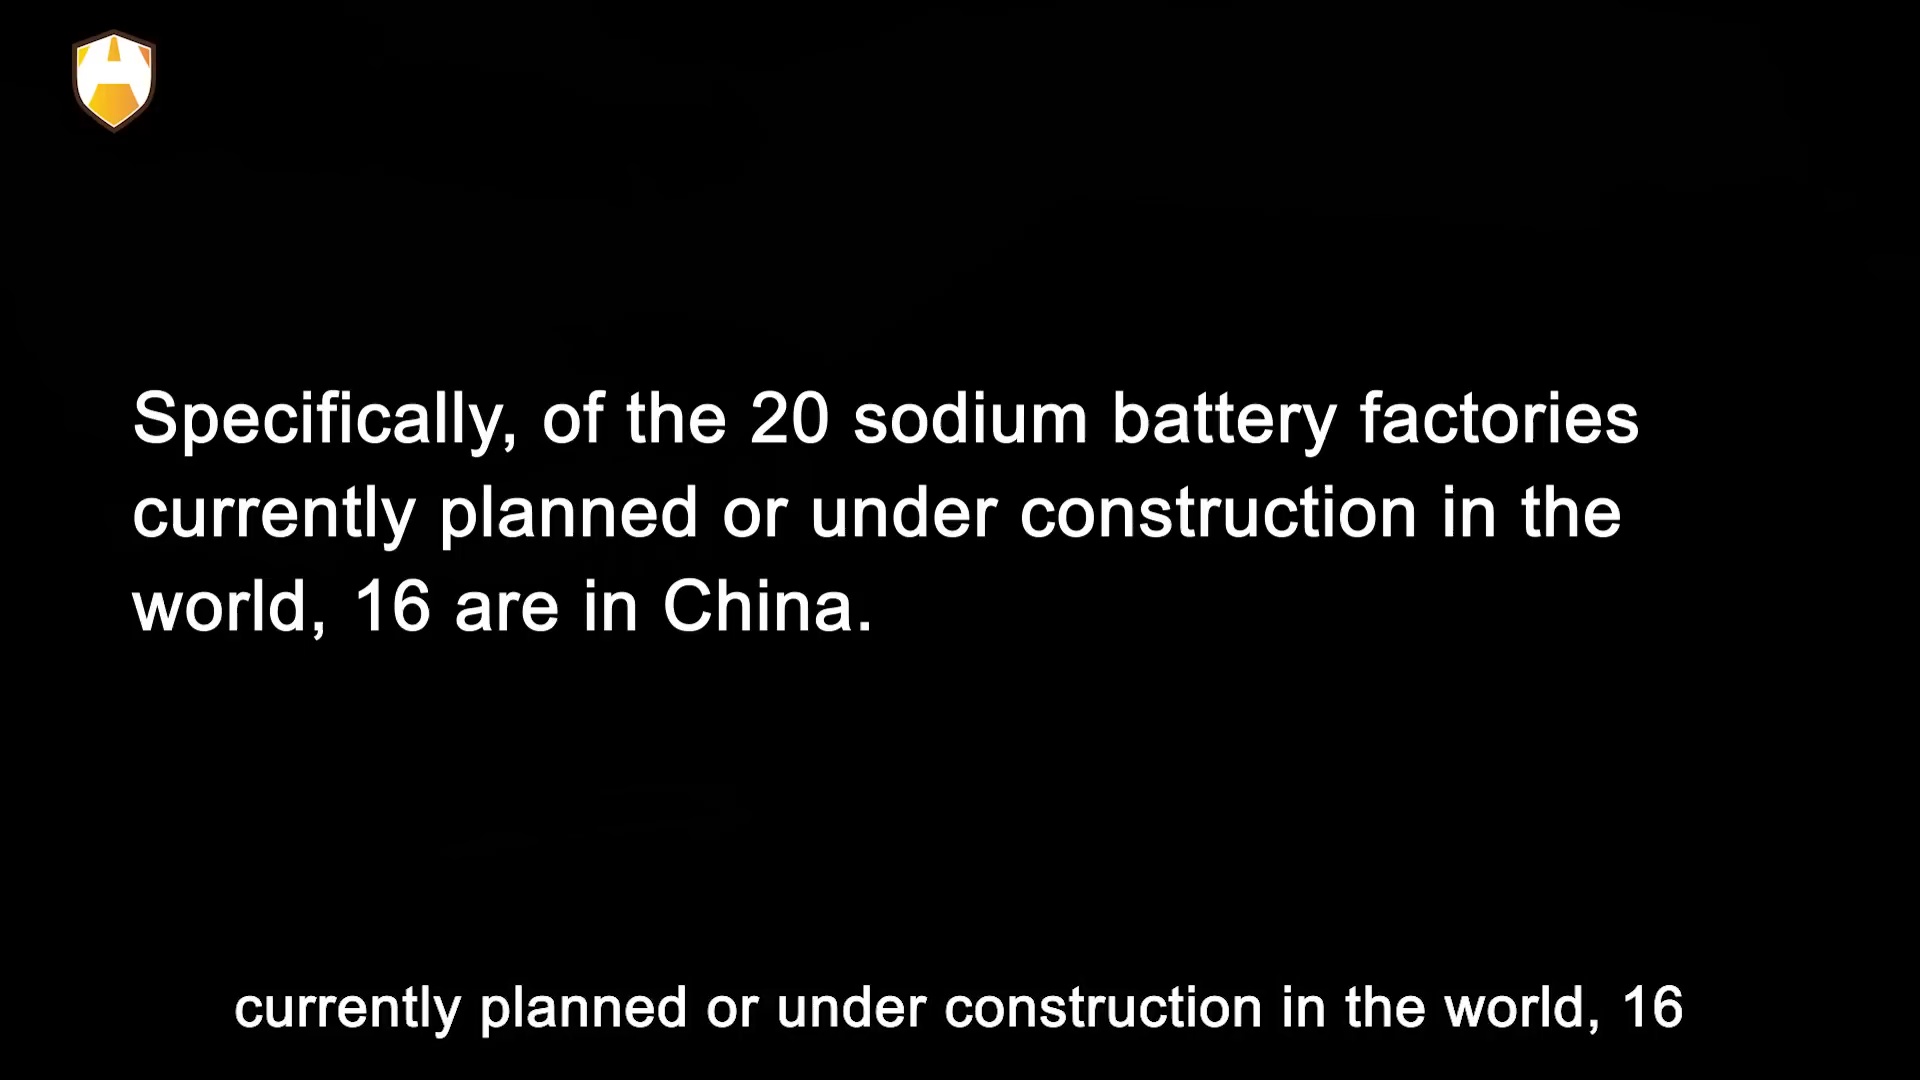 Specifically, of the 20 sodium battery factories
currently planned or under construction in the
world, 16 are in China.
currently planned or under construction in the world, 16